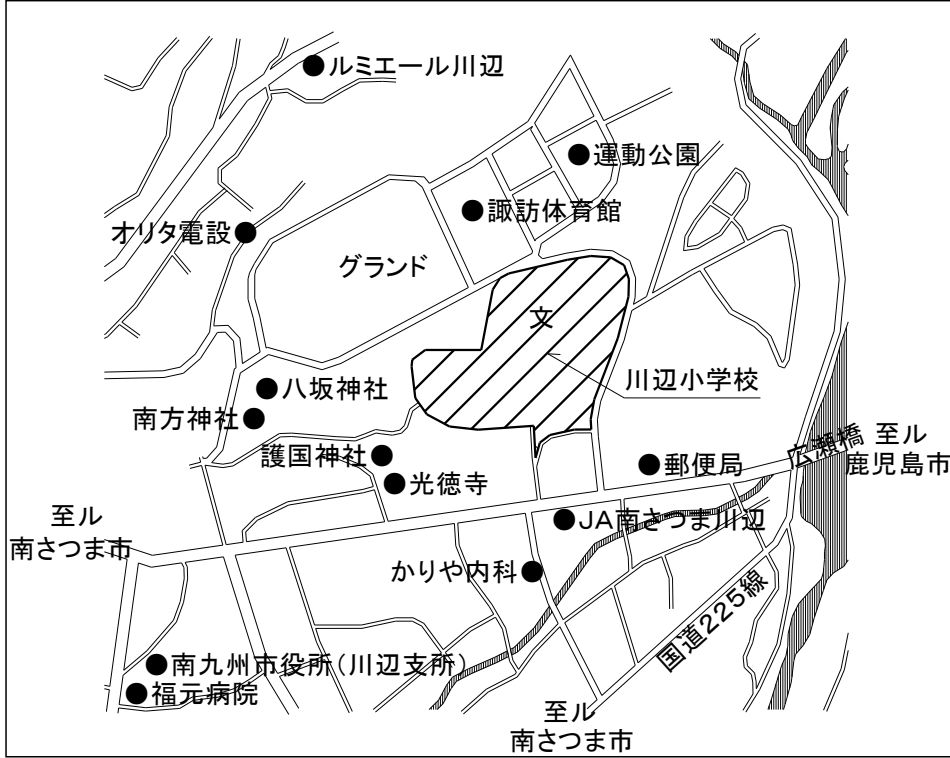 ルミエール川辺
運動公園
諏訪体育館
オリタ電設
グランド
文
川辺小学校
八坂神社
南方神社
護国神社
光徳寺
郵便局
広瀬橋
至ル
鹿児島市
至ル
南さつま市
JA南さつま川辺
かりや内科
国道225線
南九州市役所(川辺支所)
福元病院
至ル
南さつま市